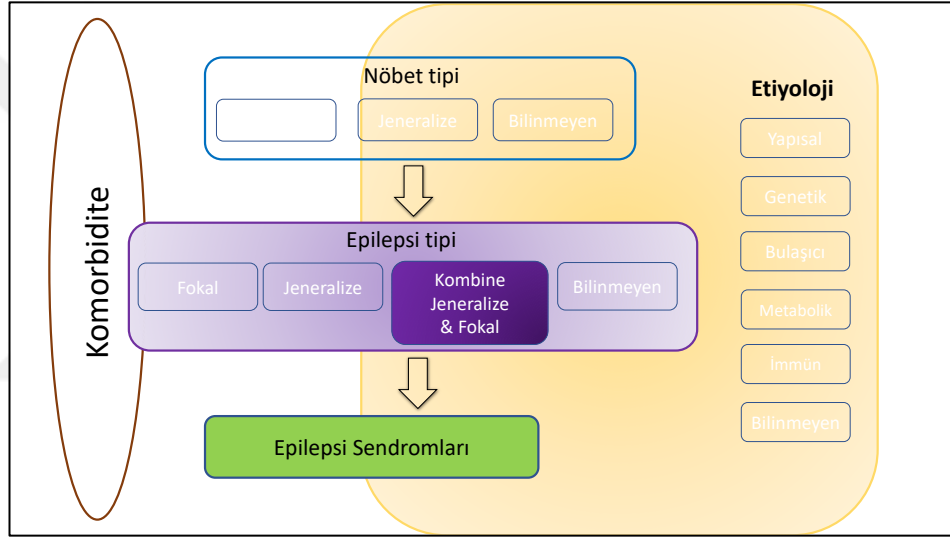 Komorbidite
Nöbet tipi
Jeneralize
Bilinmeyen
Epilepsi tipi
Fokal
Jeneralize
Kombine
Jeneralize
& Fokal
Bilinmeyen
Epilepsi Sendromları
Etiyoloji
Yapısal
Genetik
Bulaşıcı
Metabolik
İmmün
Bilinmeyen